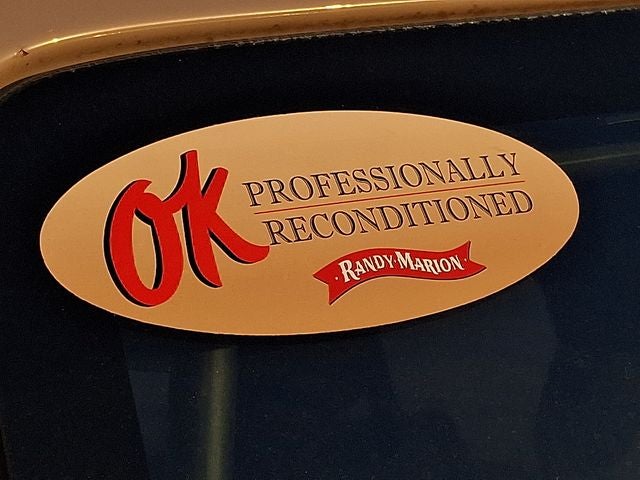 OK
PROFESSIONALLY
RECONDITIONED
RANDY·MARION